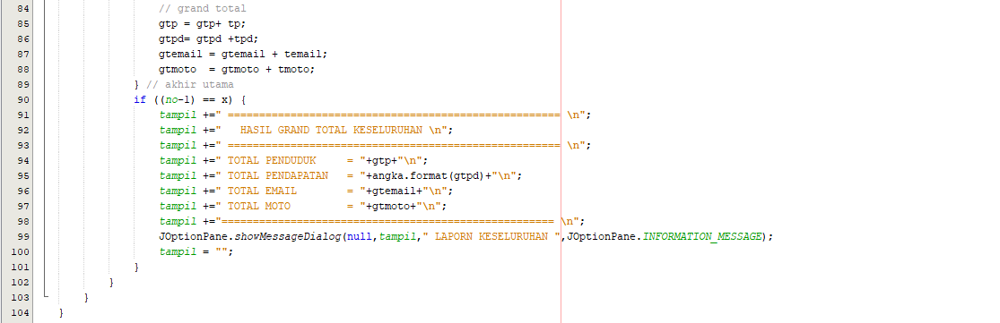 84 // grand total
85 gtp = gtp+ tp;
86 gtpd= gtpd +tpd;
87 gtemail = gtemail + temail;
88 gtmoto  = gtmoto + tmoto;
89 } // akhir utama
90 if ((no-1) == x) {
91 tampil +=" ===================================================== \n";
92 tampil +="   HASIL GRAND TOTAL KESELURUHAN \n";
93 tampil +=" ===================================================== \n";
94 tampil +=" TOTAL PENDUDUK     = "+gtp+"\n";
95 tampil +=" TOTAL PENDAPATAN   = "+angka.format(gtpd)+"\n";
96 tampil +=" TOTAL EMAIL        = "+gtemail+"\n";
97 tampil +=" TOTAL MOTO         = "+gtmoto+"\n";
98 tampil +="===================================================== \n";
99 JOptionPane.showMessageDialog(null,tampil," LAPORN KESELURUHAN ",JOptionPane.INFORMATION_MESSAGE);
100 tampil = "";
101 }
102 }
103 }
104 }